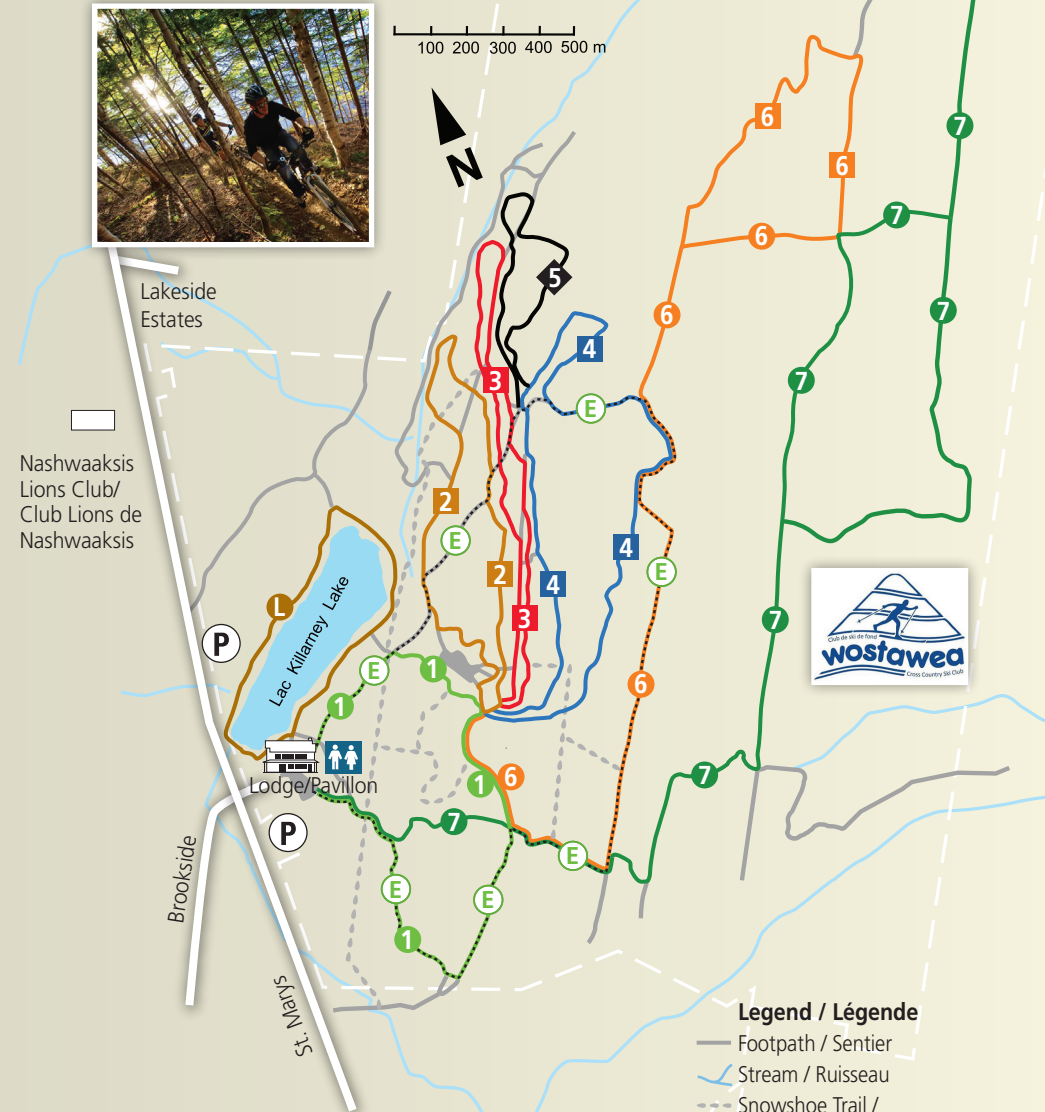 100 200 300 400 500 m
N
6
7
6
6
7
Lakeside
Estates
5
7
6
4
3
7
E
Nashwaaksis
Lions Club/
Club Lions de
Nashwaaksis
2
E
4
E
2
4
L
Lac Killarney Lake
3
7
P
E
1
6
1
Club de ski de fond
wostawea
Cross Country Ski Club
Lodge/Pavillon
1
6
7
7
P
E
E
E
Brookside
1
St. Marys
Legend / Légende
Footpath / Sentier
Stream / Ruisseau
Snowshoe Trail /